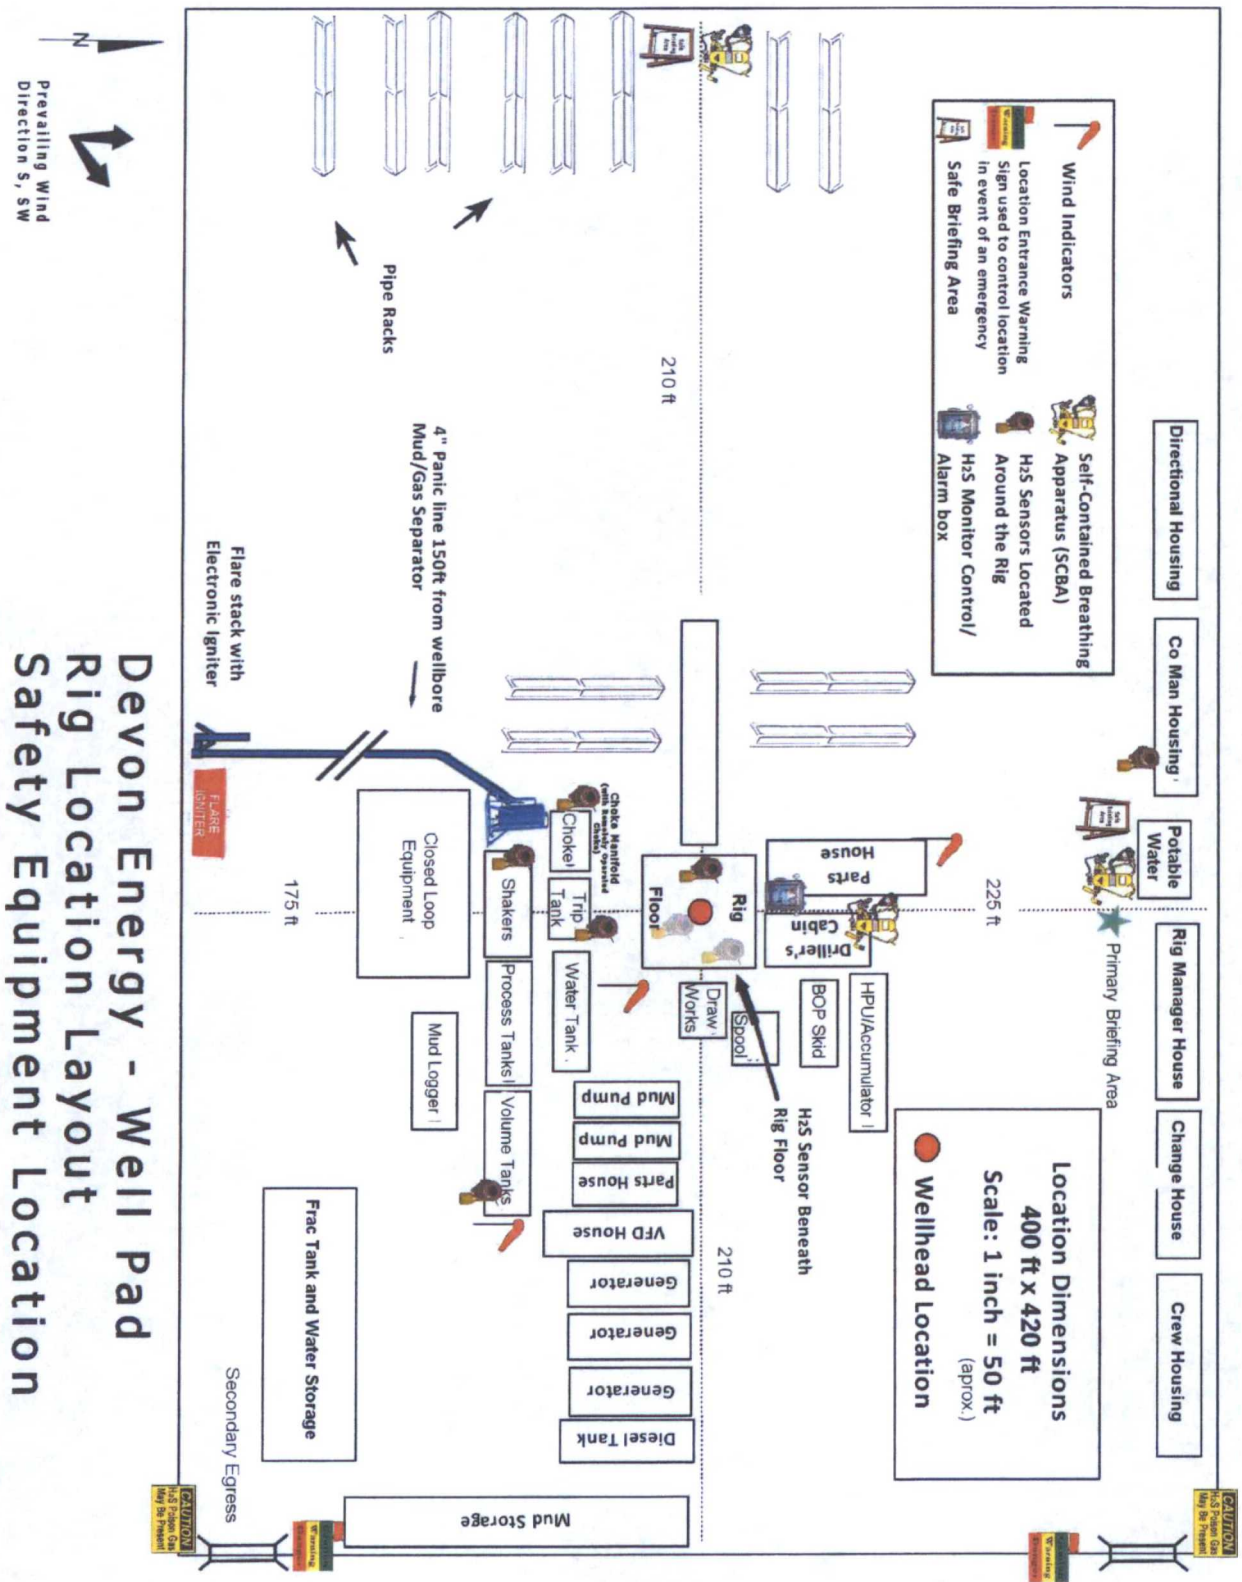 Directional Housing
Co Man Housing
Potable
Water
Rig Manager House
Change House
Crew Housing
CAUTION
H2S Poison Gas
May Be Present
Warning
Wind Indicators
Location Entrance Warning
Sign used to control location
in event of an emergency
Safe Briefing Area
Self-Contained Breathing
Apparatus (SCBA)
H2S Sensors Located
Around the Rig
H2S Monitor Control/
Alarm box
Primary Briefing Area
225 ft
Location Dimensions
400 ft x 420 ft
Scale: 1 inch = 50 ft
(aprox.)
Wellhead Location
Parts
House
Driller's
Cabin
HPU/Accumulator
BOP Skid
Spool
Draw
Works
H2S Sensor Beneath
Rig Floor
Rig
Floor
210 ft
210 ft
Choke Manifold
(with Remotely Operated
Choke)
Choke
Trip
Tank
Water Tank
Mud Pump
Mud Pump
Parts House
VFD House
Generator
Generator
Generator
Diesel Tank
Mud Storage
Shakers
Process Tanks
Volume Tanks
Closed Loop
Equipment
Mud Logger
Pipe Racks
4" Panic line 150ft from wellbore
Mud/Gas Separator
175 ft
Frac Tank and Water Storage
Flare stack with
Electronic Igniter
FLARE
IGNITER
Secondary Egress
Warning
CAUTION
H2S Poison Gas
May Be Present
N
Prevailing Wind
Direction S, SW
Devon Energy - Well Pad
Rig Location Layout
Safety Equipment Location